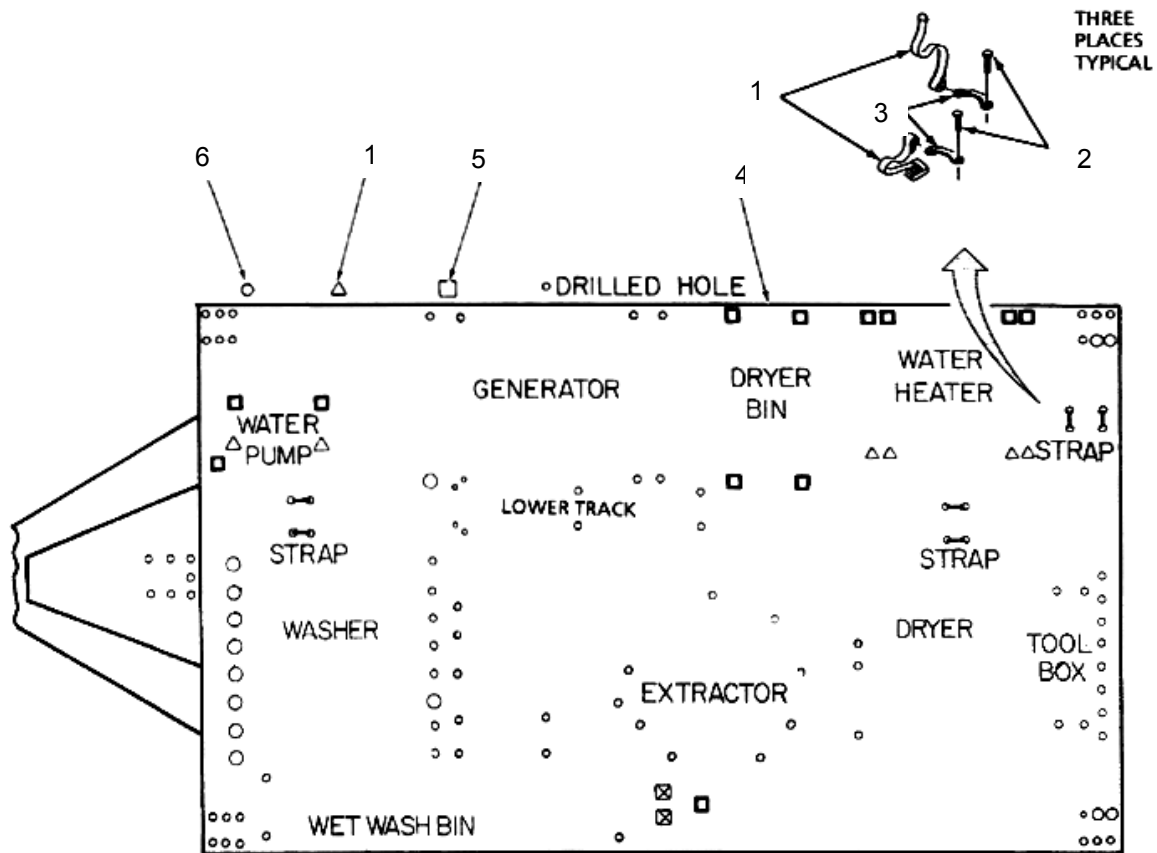 THREE
PLACES
TYPICAL
1
3
2
6
1
5
4
DRILLED HOLE
GENERATOR
DRYER
BIN
WATER
HEATER
WATER
PUMP
STRAP
LOWER TRACK
STRAP
STRAP
WASHER
DRYER
TOOL
BOX
EXTRACTOR
WET WASH BIN